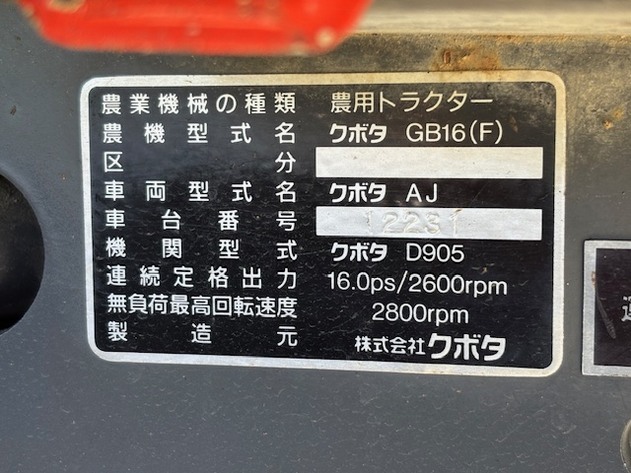 農業機械の種類 農用トラクター
農機型式名 クボタ GB16(F)
区分
車両型式名 クボタ AJ
車台番号 12231
機関型式 クボタ D905
連続定格出力 16.0ps/2600rpm
無負荷最高回転速度 2800rpm
製造元 株式会社クボタ